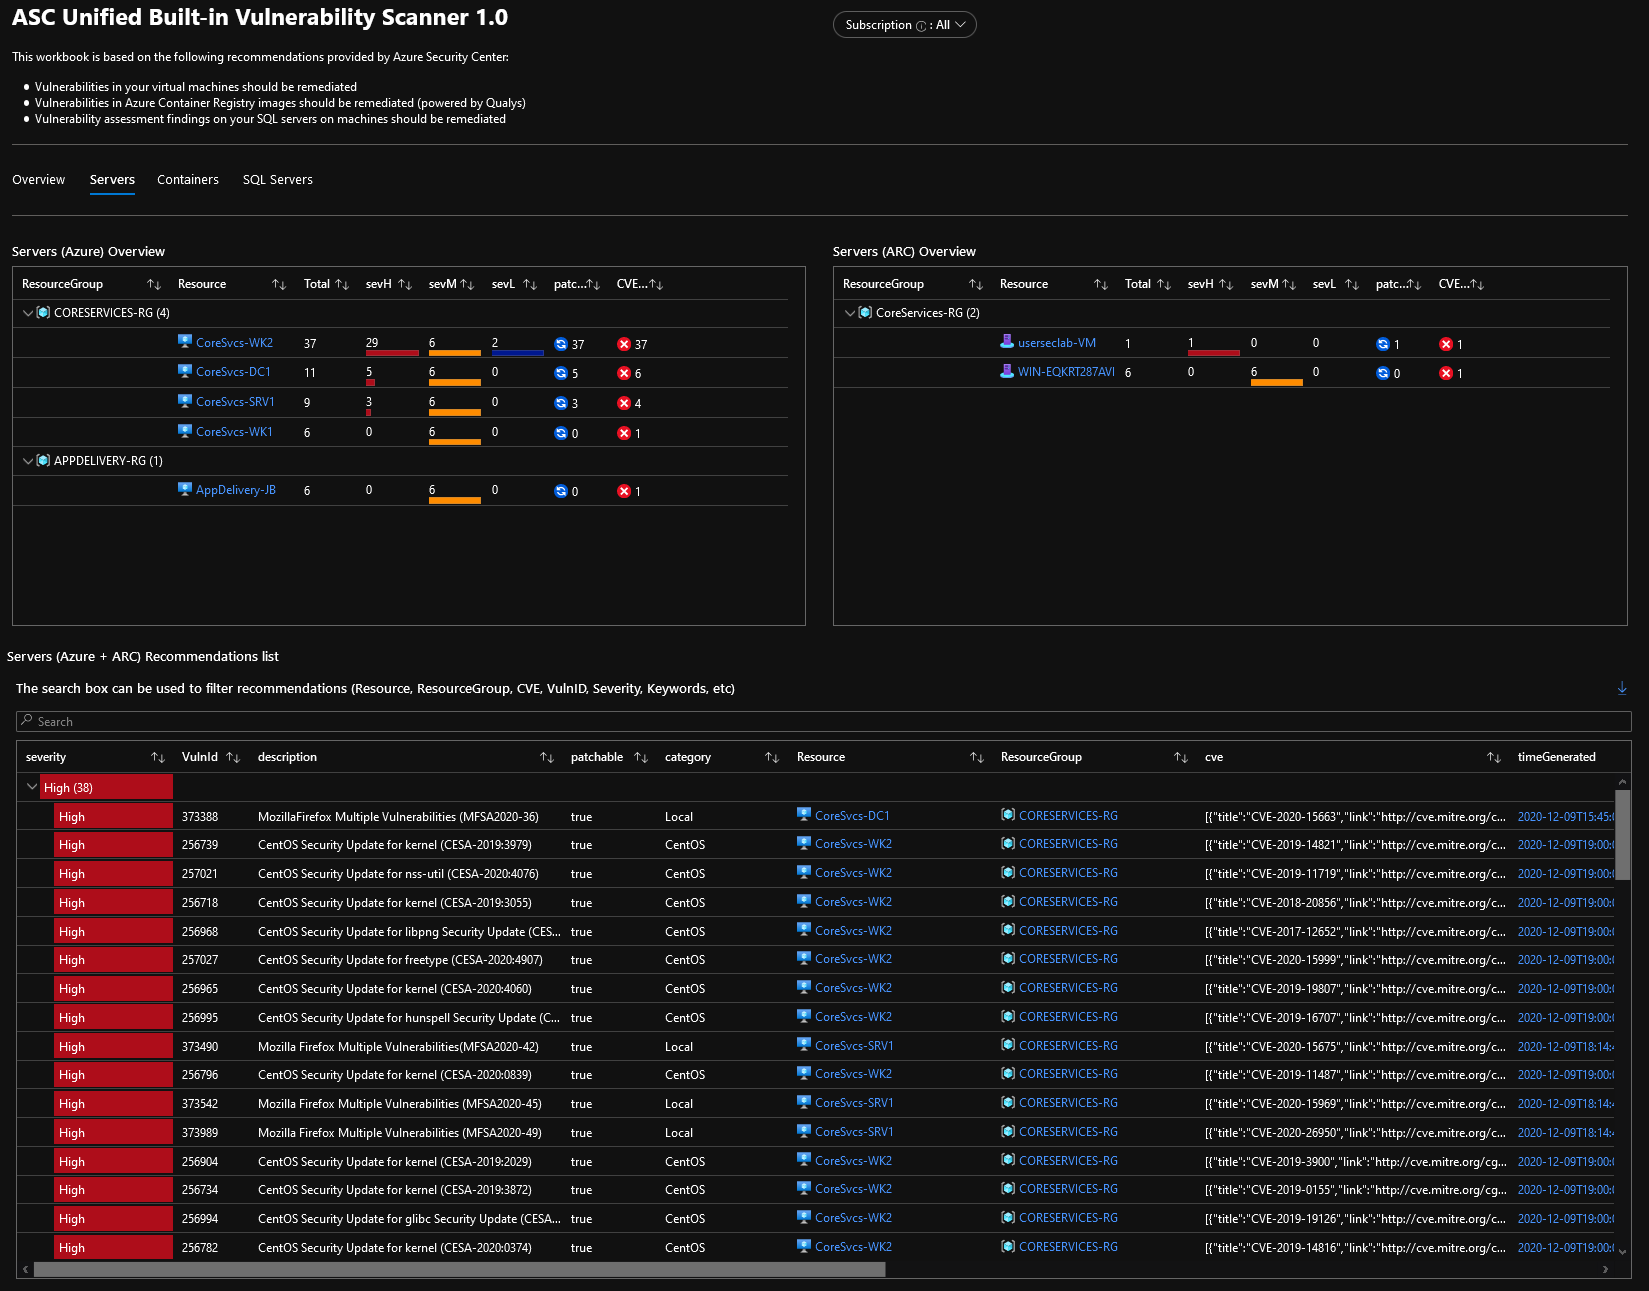 ASC Unified Built-in Vulnerability Scanner 1.0
Subscription : All
This workbook is based on the following recommendations provided by Azure Security Center:
● Vulnerabilities in your virtual machines should be remediated
● Vulnerabilities in Azure Container Registry images should be remediated (powered by Qualys)
● Vulnerability assessment findings on your SQL servers on machines should be remediated
Overview Servers Containers SQL Servers
Servers (Azure) Overview
ResourceGroup Resource Total sevH sevM sevL patc... CVE...
CORESERVICES-RG (4)
CoreSvcs-WK2 37 29 6 2 37 37
CoreSvcs-DC1 11 5 6 0 5 6
CoreSvcs-SRV1 9 3 6 0 3 4
CoreSvcs-WK1 6 0 6 0 0 1
APPDELIVERY-RG (1)
AppDelivery-JB 6 0 6 0 0 1
Servers (ARC) Overview
ResourceGroup Resource Total sevH sevM sevL patc... CVE...
CoreServices-RG (2)
userseclab-VM 1 1 0 0 1 1
WIN-EQKRT287AVI 6 0 6 0 0 1
Servers (Azure + ARC) Recommendations list
The search box can be used to filter recommendations (Resource, ResourceGroup, CVE, VulnID, Severity, Keywords, etc)
Search
severity VulnId description patchable category Resource ResourceGroup cve timeGenerated
High (38)
High 373388 MozillaFirefox Multiple Vulnerabilities (MFSA2020-36) true Local CoreSvcs-DC1 CORESERVICES-RG [{"title":"CVE-2020-15663","link":"http://cve.mitre.org/c... 2020-12-09T15:45:0
High 256739 CentOS Security Update for kernel (CESA-2019:3979) true CentOS CoreSvcs-WK2 CORESERVICES-RG [{"title":"CVE-2019-14821","link":"http://cve.mitre.org/c... 2020-12-09T19:00:0
High 257021 CentOS Security Update for nss-util (CESA-2020:4076) true CentOS CoreSvcs-WK2 CORESERVICES-RG [{"title":"CVE-2019-11719","link":"http://cve.mitre.org/c... 2020-12-09T19:00:0
High 256718 CentOS Security Update for kernel (CESA-2019:3055) true CentOS CoreSvcs-WK2 CORESERVICES-RG [{"title":"CVE-2018-20856","link":"http://cve.mitre.org/c... 2020-12-09T19:00:0
High 256968 CentOS Security Update for libpng Security Update (CES... true CentOS CoreSvcs-WK2 CORESERVICES-RG [{"title":"CVE-2017-12652","link":"http://cve.mitre.org/c... 2020-12-09T19:00:0
High 257027 CentOS Security Update for freetype (CESA-2020:4907) true CentOS CoreSvcs-WK2 CORESERVICES-RG [{"title":"CVE-2020-15999","link":"http://cve.mitre.org/c... 2020-12-09T19:00:0
High 256965 CentOS Security Update for kernel (CESA-2020:4060) true CentOS CoreSvcs-WK2 CORESERVICES-RG [{"title":"CVE-2019-19807","link":"http://cve.mitre.org/c... 2020-12-09T19:00:0
High 256995 CentOS Security Update for hunspell Security Update (C... true CentOS CoreSvcs-WK2 CORESERVICES-RG [{"title":"CVE-2019-16707","link":"http://cve.mitre.org/c... 2020-12-09T19:00:0
High 373490 Mozilla Firefox Multiple Vulnerabilities(MFSA2020-42) true Local CoreSvcs-SRV1 CORESERVICES-RG [{"title":"CVE-2020-15675","link":"http://cve.mitre.org/c... 2020-12-09T18:14:4
High 256796 CentOS Security Update for kernel (CESA-2020:0839) true CentOS CoreSvcs-WK2 CORESERVICES-RG [{"title":"CVE-2019-11487","link":"http://cve.mitre.org/c... 2020-12-09T19:00:0
High 373542 Mozilla Firefox Multiple Vulnerabilities (MFSA2020-45) true Local CoreSvcs-SRV1 CORESERVICES-RG [{"title":"CVE-2020-15969","link":"http://cve.mitre.org/c... 2020-12-09T18:14:4
High 373989 Mozilla Firefox Multiple Vulnerabilities (MFSA2020-49) true Local CoreSvcs-SRV1 CORESERVICES-RG [{"title":"CVE-2020-26950","link":"http://cve.mitre.org/c... 2020-12-09T18:14:4
High 256904 CentOS Security Update for kernel (CESA-2019:2029) true CentOS CoreSvcs-WK2 CORESERVICES-RG [{"title":"CVE-2019-3900","link":"http://cve.mitre.org/cg... 2020-12-09T19:00:0
High 256734 CentOS Security Update for kernel (CESA-2019:3872) true CentOS CoreSvcs-WK2 CORESERVICES-RG [{"title":"CVE-2019-0155","link":"http://cve.mitre.org/cg... 2020-12-09T19:00:0
High 256994 CentOS Security Update for glibc Security Update (CESA... true CentOS CoreSvcs-WK2 CORESERVICES-RG [{"title":"CVE-2019-19126","link":"http://cve.mitre.org/c... 2020-12-09T19:00:0
High 256782 CentOS Security Update for kernel (CESA-2020:0374) true CentOS CoreSvcs-WK2 CORESERVICES-RG [{"title":"CVE-2019-14816","link":"http://cve.mitre.org/c... 2020-12-09T19:00:0